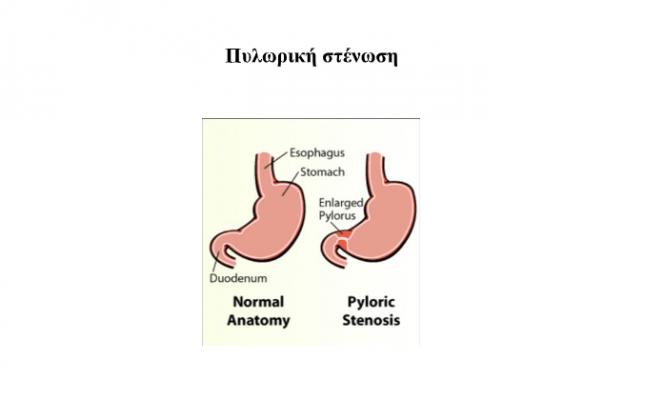 Πυλωρική στένωση
Esophagus
Stomach
Enlarged
Pylorus
Duodenum
Normal
Anatomy
Pyloric
Stenosis